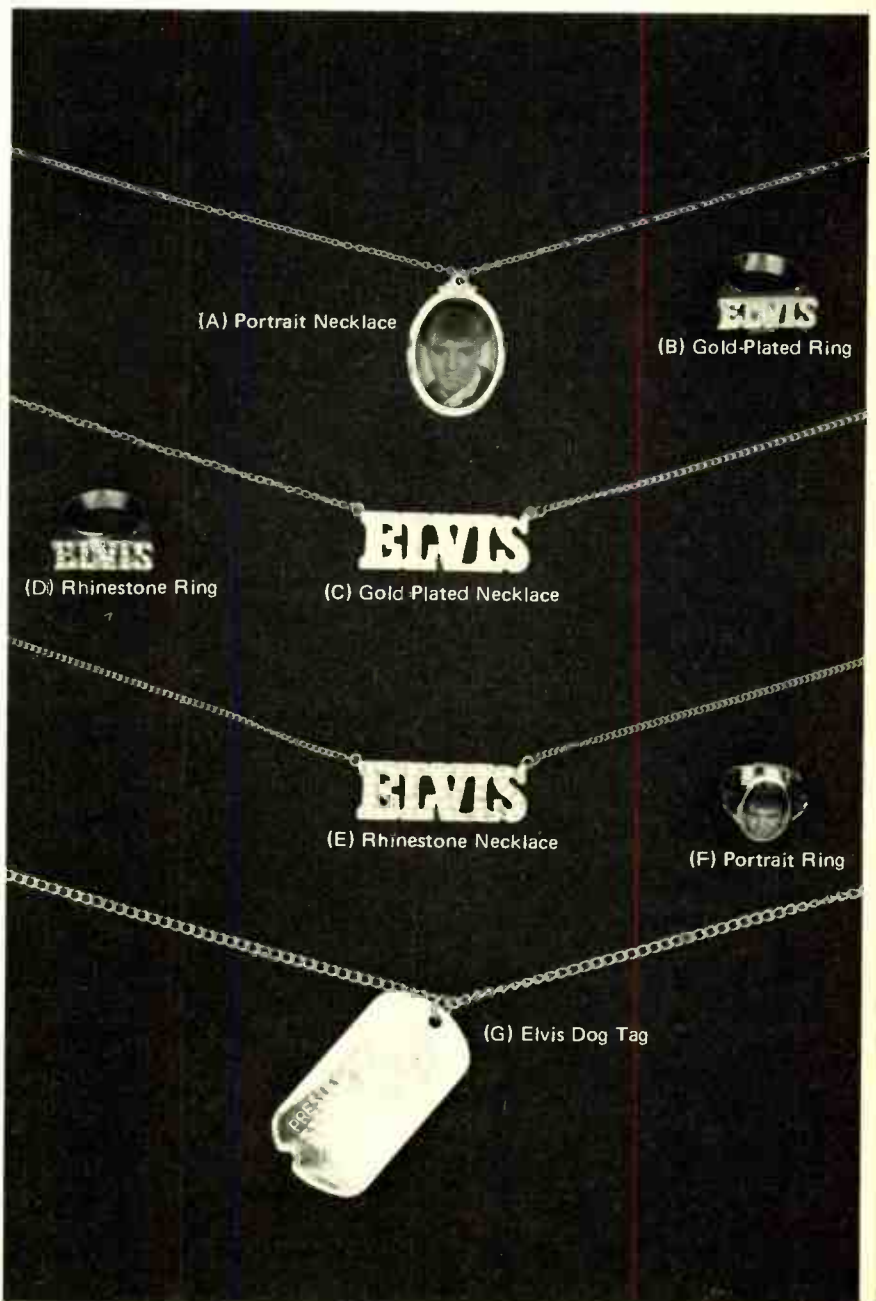 (A) Portrait Necklace
ELVIS
(B) Gold-Plated Ring
ELVIS
(D) Rhinestone Ring
ELVIS
(C) Gold Plated Necklace
ELVIS
(E) Rhinestone Necklace
(F) Portrait Ring
(G) Elvis Dog Tag